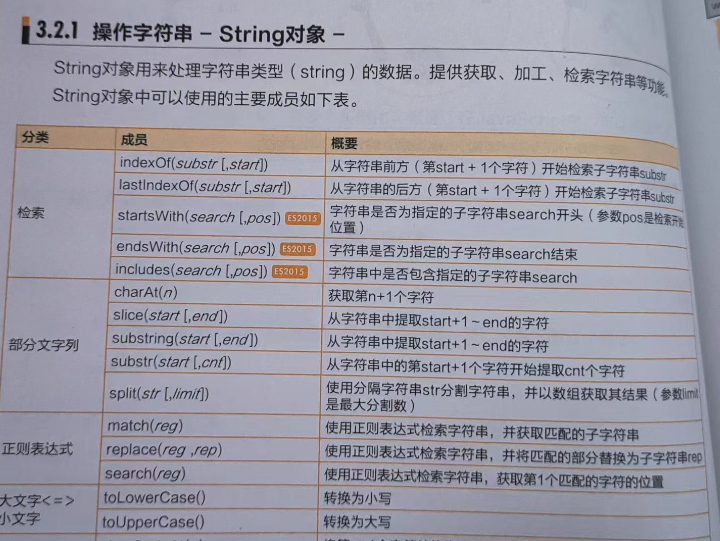 3.2.1 操作字符串 – String对象 –
String对象用来处理字符串类型（string）的数据。提供获取、加工、检索字符串等功能。
String对象中可以使用的主要成员如下表。
分类 成员 概要
检索
indexOf(substr [,start]) 从字符串前方（第start + 1个字符）开始检索子字符串substr
lastIndexOf(substr [,start]) 从字符串的后方（第start + 1个字符）开始检索子字符串substr
startsWith(search [,pos]) ES2015 字符串是否为指定的子字符串search开头（参数pos是检索开始
位置）
endsWith(search [,pos]) ES2015 字符串是否为指定的子字符串search结束
includes(search [,pos]) ES2015 字符串中是否包含指定的子字符串search
部分文字列
charAt(n) 获取第n+1个字符
slice(start [,end]) 从字符串中提取start+1～end的字符
substring(start [,end]) 从字符串中提取start+1～end的字符
substr(start [,cnt]) 从字符串中的第start+1个字符开始提取cnt个字符
split(str [,limit]) 使用分隔字符串str分割字符串，并以数组获取其结果（参数limit
是最大分割数）
正则表达式
match(reg) 使用正则表达式检索字符串，并获取匹配的子字符串
replace(reg ,rep) 使用正则表达式检索字符串，并将匹配的部分替换为子字符串rep
search(reg) 使用正则表达式检索字符串，获取第1个匹配的字符的位置
大文字<=>
小文字
toLowerCase() 转换为小写
toUpperCase() 转换为大写